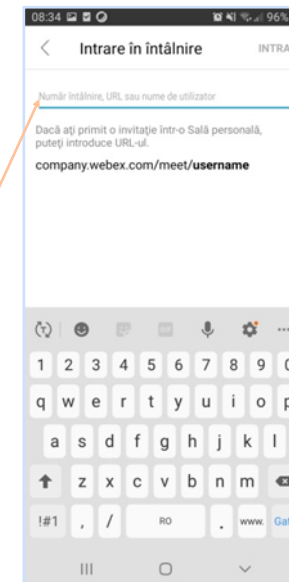 08:34 96%
Intrare în întâlnire INTRA
Număr întâlnire, URL sau nume de utilizator
Dacă ați primit o invitație într-o Sală personală,
puteți introduce URL-ul.
company.webex.com/meet/username
1 2 3 4 5 6 7 8 9 0
q w e r t y u i o p
a s d f g h j k l
z x c v b n m
!#1 , / RO . www. Gat